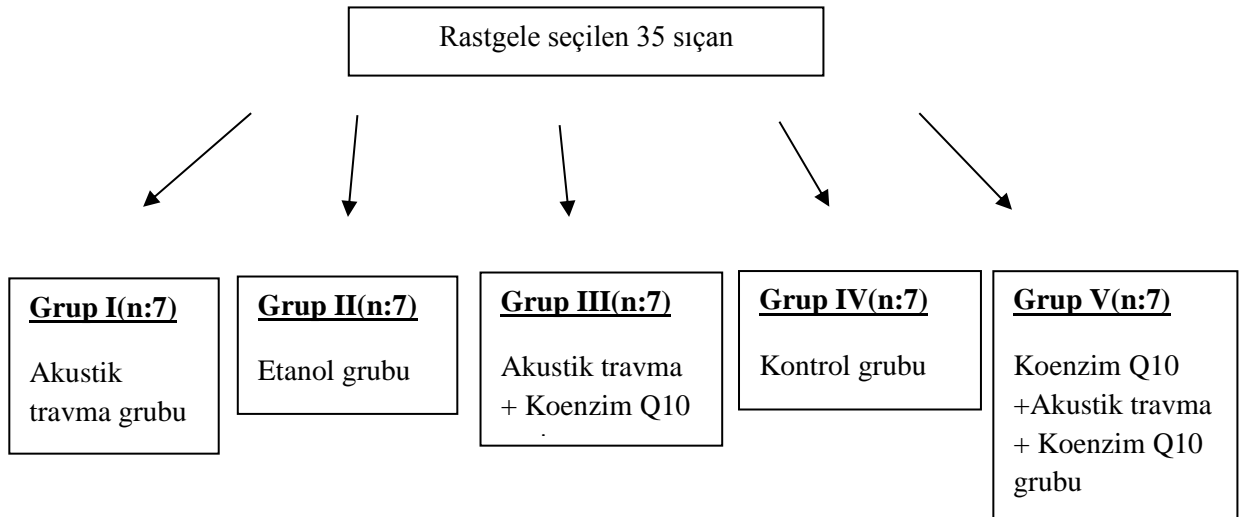 Rastgele seçilen 35 sıçan
Grup I(n:7)
Akustik
travma grubu
Grup II(n:7)
Etanol grubu
Grup III(n:7)
Akustik travma
+ Koenzim Q10
Grup IV(n:7)
Kontrol grubu
Grup V(n:7)
Koenzim Q10
+Akustik travma
+ Koenzim Q10
grubu